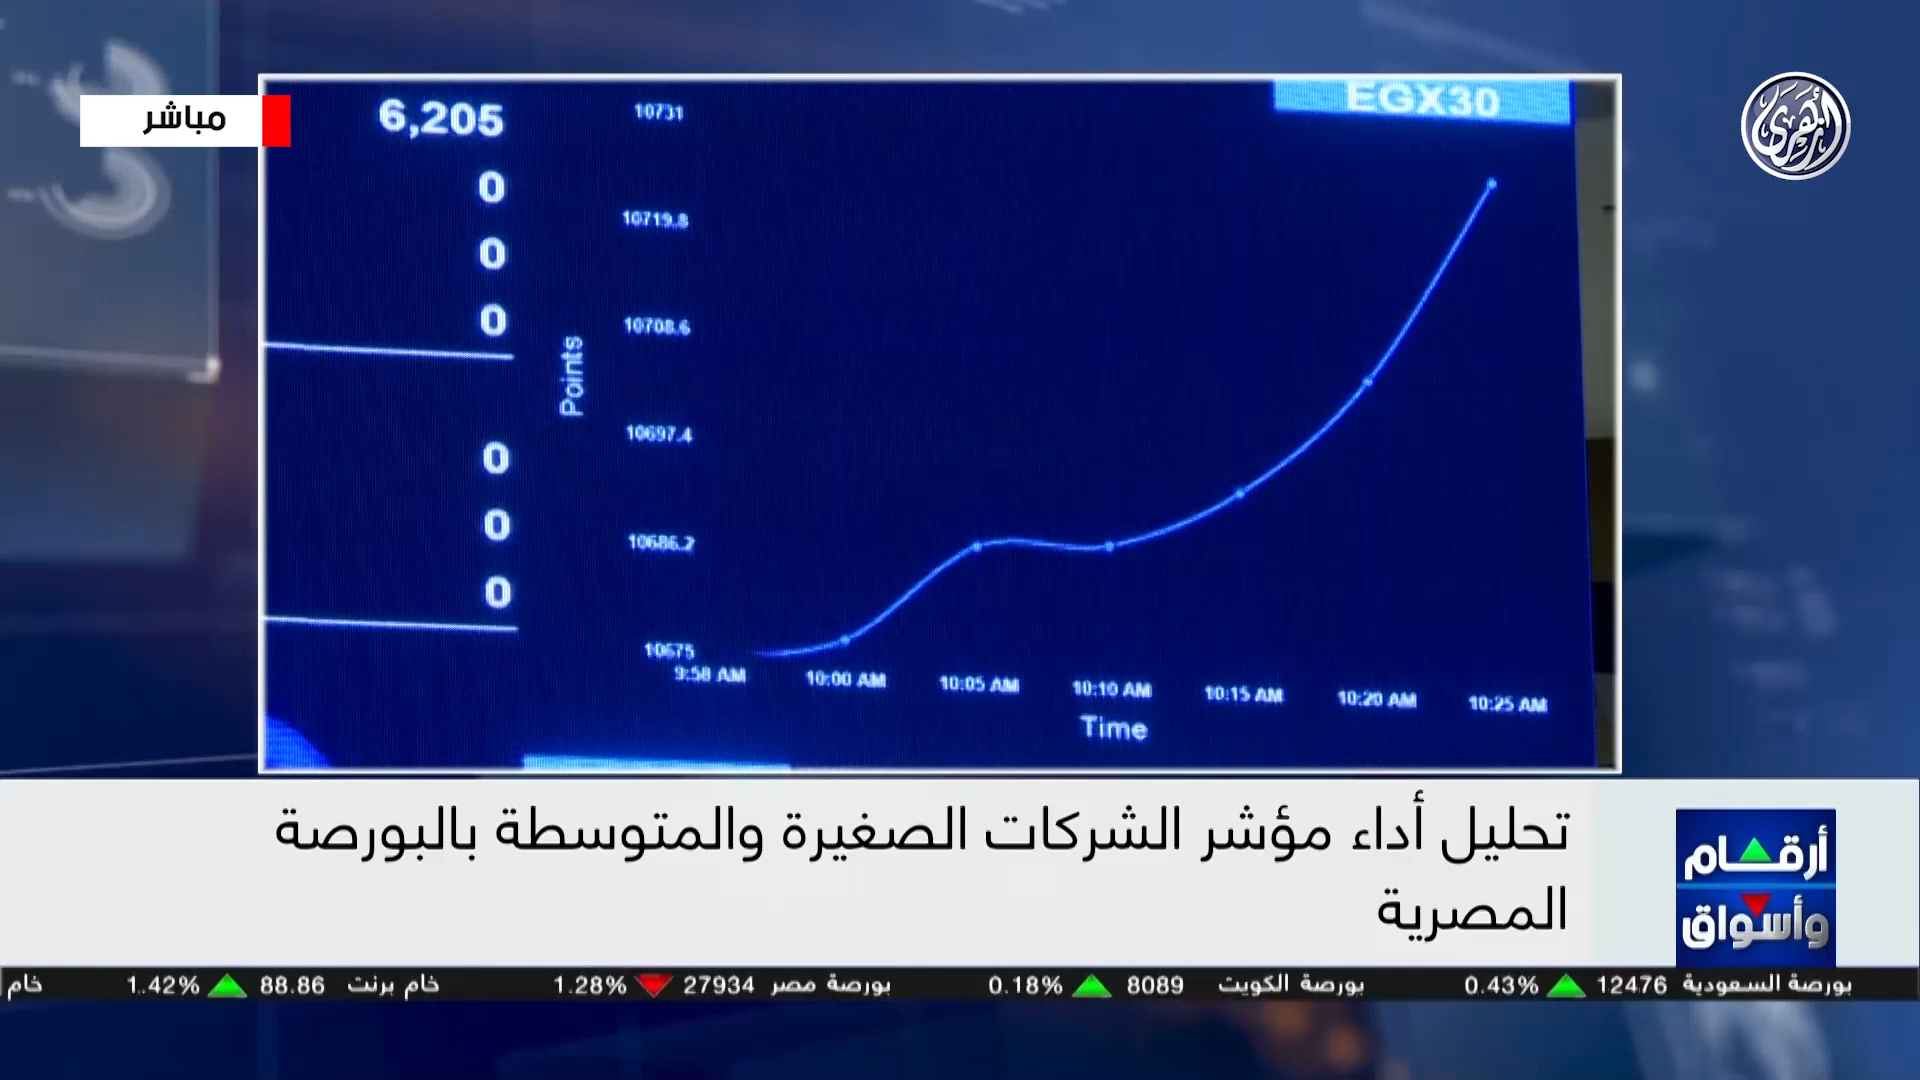 مباشر
6,205
0
0
0
0
0
0
EGX30
10731
10719.8
10708.6
10697.4
10686.2
10675
Points
9:58 AM 10:00 AM 10:05 AM 10:10 AM 10:15 AM 10:20 AM 10:25 AM
Time
تحليل أداء مؤشر الشركات الصغيرة والمتوسطة بالبورصة
المصرية
أرقام
وأسواق
بورصة السعودية 12476 0.43% بورصة الكويت 8089 0.18% بورصة مصر 27934 1.28% خام برنت 88.86 1.42% خام